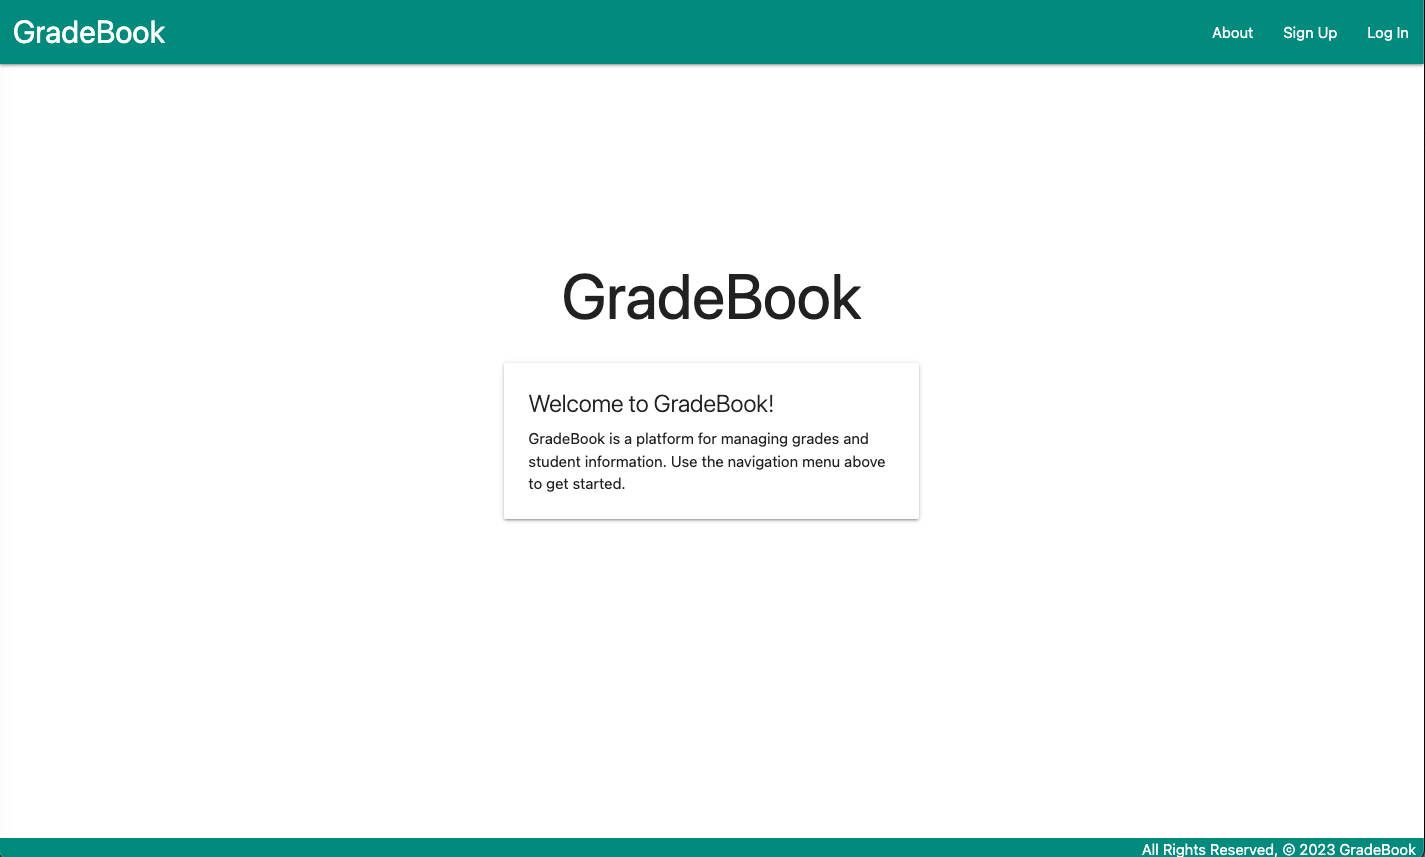 GradeBook
About Sign Up Log In
GradeBook
Welcome to GradeBook!
GradeBook is a platform for managing grades and
student information. Use the navigation menu above
to get started.
All Rights Reserved, © 2023 GradeBook